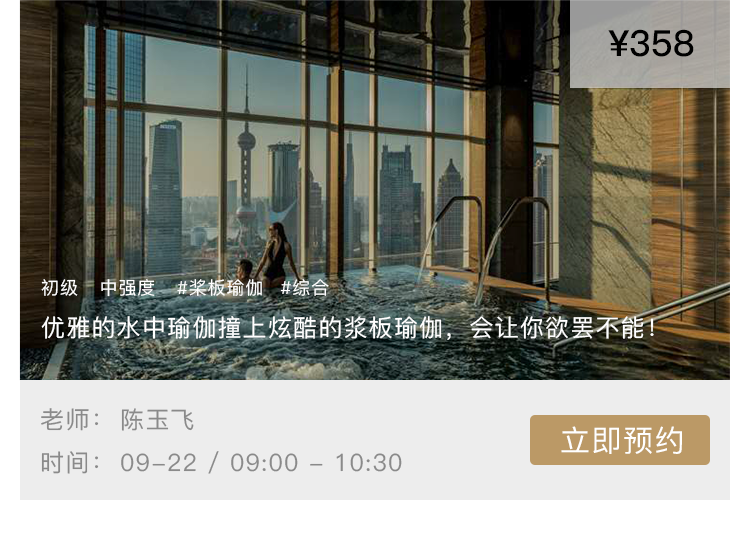 ¥358
初级 中强度 #桨板瑜伽 #综合
优雅的水中瑜伽撞上炫酷的浆板瑜伽，会让你欲罢不能！
老师： 陈玉飞
时间： 09-22 / 09:00 - 10:30
立即预约